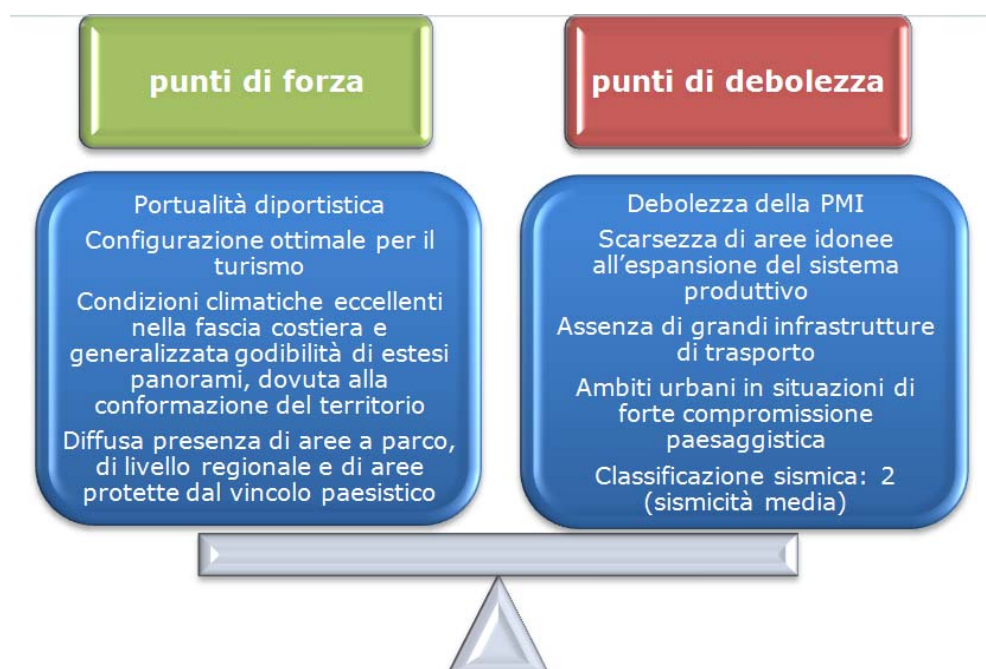 punti di forza
punti di debolezza
Portualità diportistica
Configurazione ottimale per il
turismo
Condizioni climatiche eccellenti
nella fascia costiera e
generalizzata godibilità di estesi
panorami, dovuta alla
conformazione del territorio
Diffusa presenza di aree a parco,
di livello regionale e di aree
protette dal vincolo paesistico
Debolezza della PMI
Scarsezza di aree idonee
all’espansione del sistema
produttivo
Assenza di grandi infrastrutture
di trasporto
Ambiti urbani in situazioni di
forte compromissione
paesaggistica
Classificazione sismica: 2
(sismicità media)